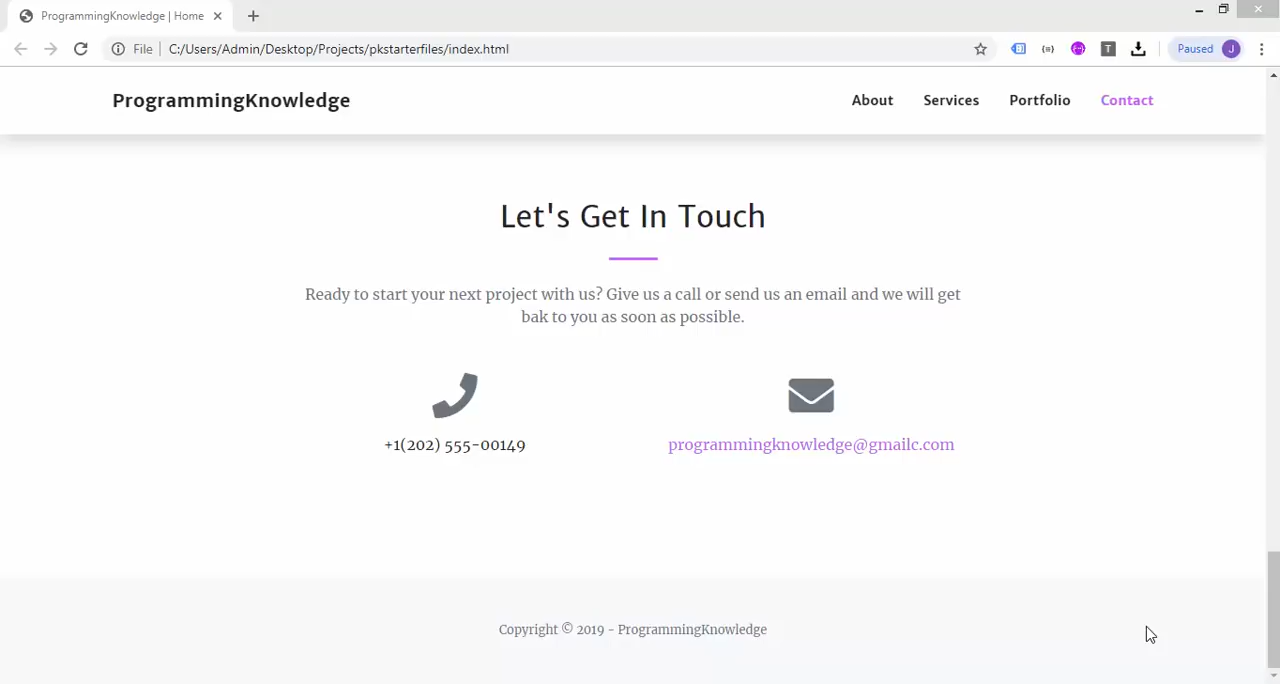 ProgrammingKnowledge | Home
File
C:/Users/Admin/Desktop/Projects/pkstarterfiles/index.html
T
Paused
J
ProgrammingKnowledge
About Services Portfolio Contact
Let's Get In Touch
Ready to start your next project with us? Give us a call or send us an email and we will get
bak to you as soon as possible.
+1(202) 555-00149
programmingknowledge@gmailc.com
Copyright © 2019 - ProgrammingKnowledge